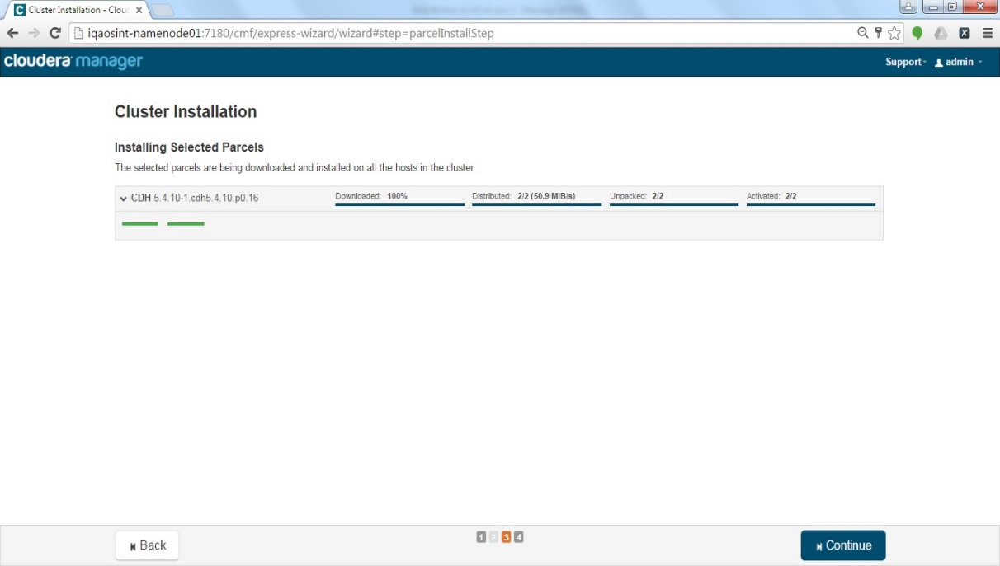 Cluster Installation - Clou
iqaosint-namenode01:7180/cmf/express-wizard/wizard#step=parcelInstallStep
cloudera manager
Support
admin
Cluster Installation
Installing Selected Parcels
The selected parcels are being downloaded and installed on all the hosts in the cluster.
CDH 5.4.10-1.cdh5.4.10.p0.16
Downloaded: 100%
Distributed: 2/2 (50.9 MiB/s)
Unpacked: 2/2
Activated: 2/2
Back
1 2 3 4
Continue